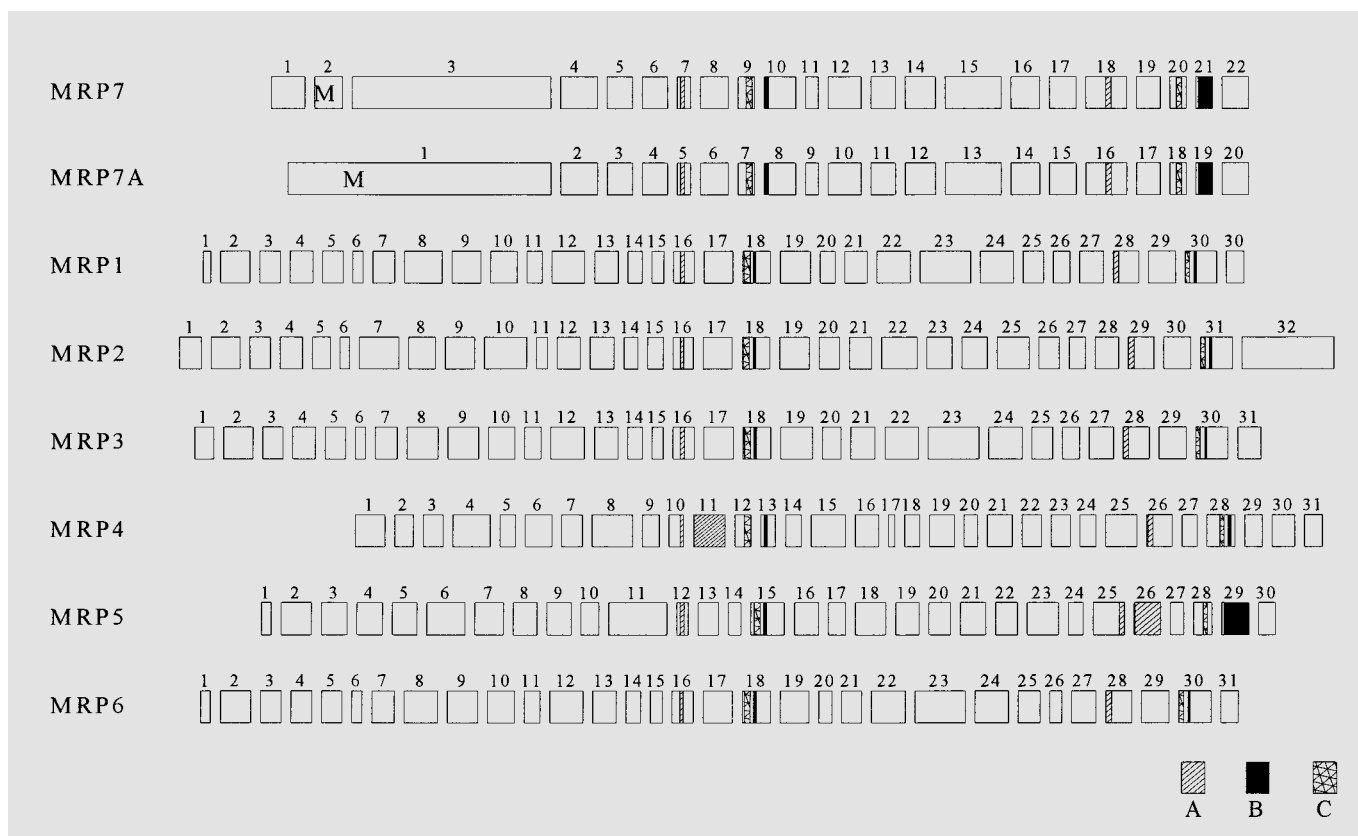 1 2 3 4 5 6 7 8 9 10 11 12 13 14 15 16 17 18 19 20 21 22
MRP7 M
1 2 3 4 5 6 7 8 9 10 11 12 13 14 15 16 17 18 19 20
MRP7A M
1 2 3 4 5 6 7 8 9 10 11 12 13 14 15 16 17 18 19 20 21 22 23 24 25 26 27 28 29 30 30
MRP1
1 2 3 4 5 6 7 8 9 10 11 12 13 14 15 16 17 18 19 20 21 22 23 24 25 26 27 28 29 30 31 32
MRP2
1 2 3 4 5 6 7 8 9 10 11 12 13 14 15 16 17 18 19 20 21 22 23 24 25 26 27 28 29 30 31
MRP3
1 2 3 4 5 6 7 8 9 10 11 12 13 14 15 16 17 18 19 20 21 22 23 24 25 26 27 28 29 30 31
MRP4
1 2 3 4 5 6 7 8 9 10 11 12 13 14 15 16 17 18 19 20 21 22 23 24 25 26 27 28 29 30
MRP5
1 2 3 4 5 6 7 8 9 10 11 12 13 14 15 16 17 18 19 20 21 22 23 24 25 26 27 28 29 30 31
MRP6
A B C